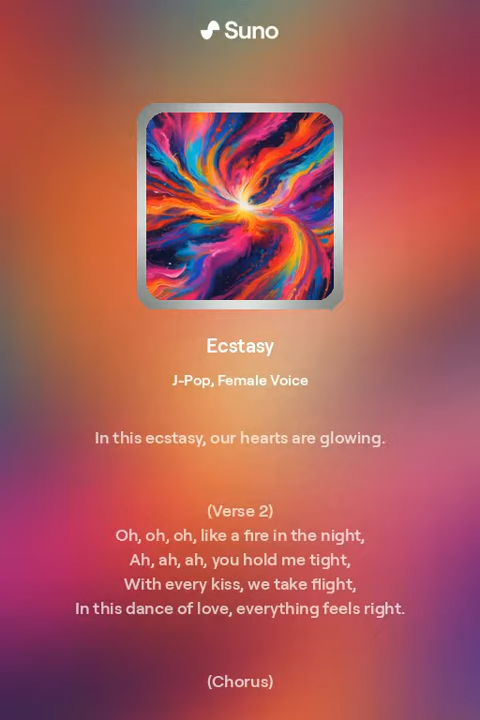 Suno
Ecstasy
J-Pop, Female Voice
In this ecstasy, our hearts are glowing.
(Verse 2)
Oh, oh, oh, like a fire in the night,
Ah, ah, ah, you hold me tight,
With every kiss, we take flight,
In this dance of love, everything feels right.
(Chorus)